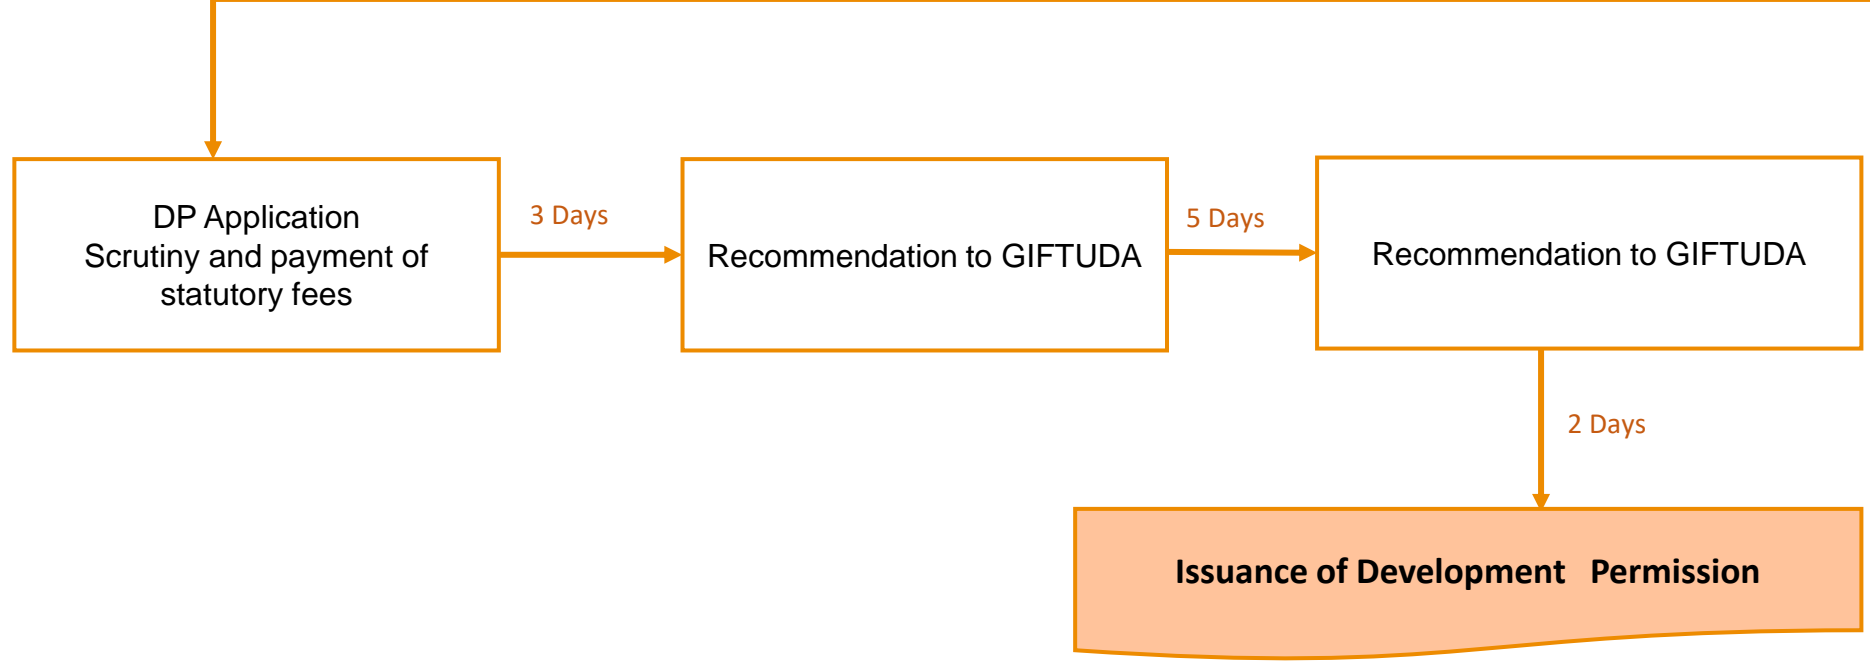 DP Application
Scrutiny and payment of
statutory fees
3 Days
Recommendation to GIFTUDA
5 Days
Recommendation to GIFTUDA
2 Days
Issuance of Development Permission